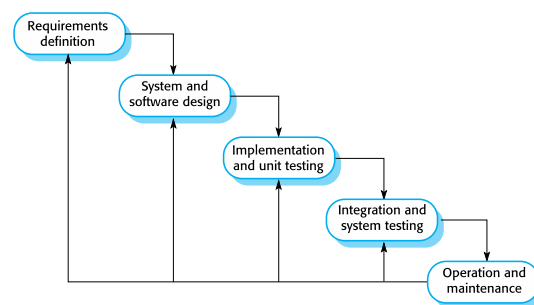 Requirements
definition
System and
software design
Implementation
and unit testing
Integration and
system testing
Operation and
maintenance